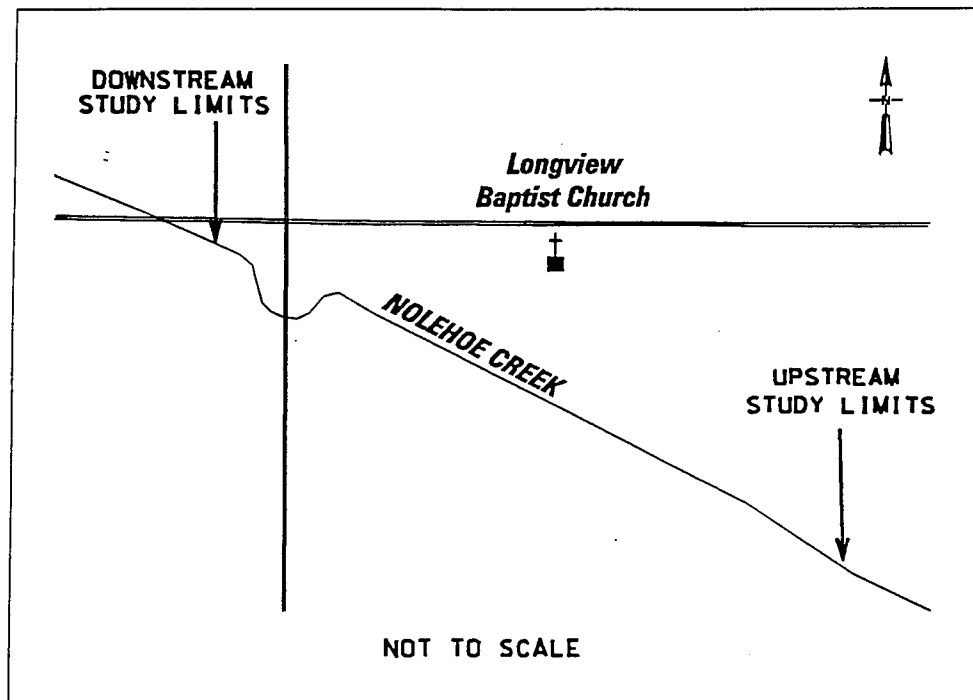 DOWNSTREAM
STUDY LIMITS
N
Longview
Baptist Church
NOLEHOE CREEK
UPSTREAM
STUDY LIMITS
NOT TO SCALE